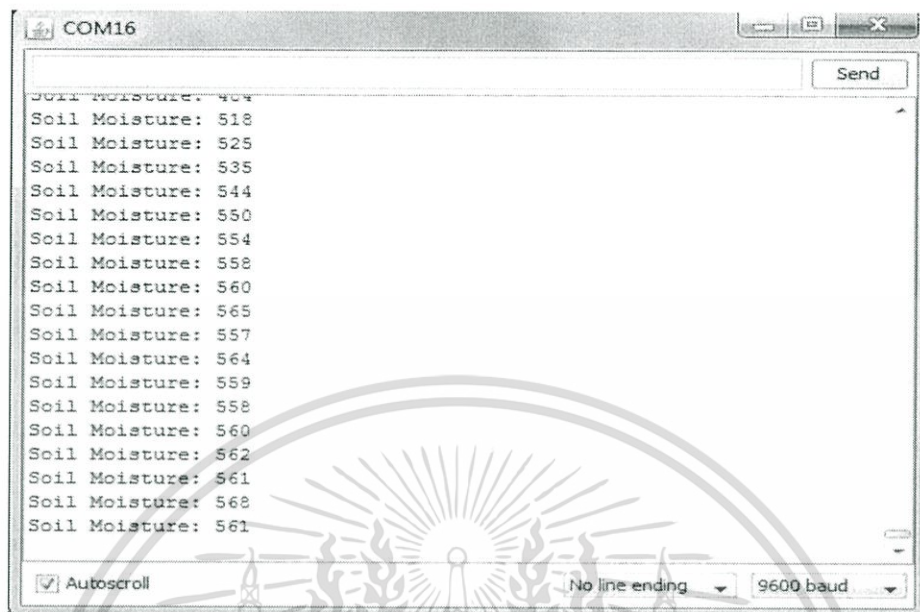 COM16
Send
Soil Moisture:
Soil Moisture: 518
Soil Moisture: 525
Soil Moisture: 535
Soil Moisture: 544
Soil Moisture: 550
Soil Moisture: 554
Soil Moisture: 558
Soil Moisture: 560
Soil Moisture: 565
Soil Moisture: 557
Soil Moisture: 564
Soil Moisture: 559
Soil Moisture: 558
Soil Moisture: 560
Soil Moisture: 562
Soil Moisture: 561
Soil Moisture: 568
Soil Moisture: 561
Autoscroll
No line ending
9600 baud